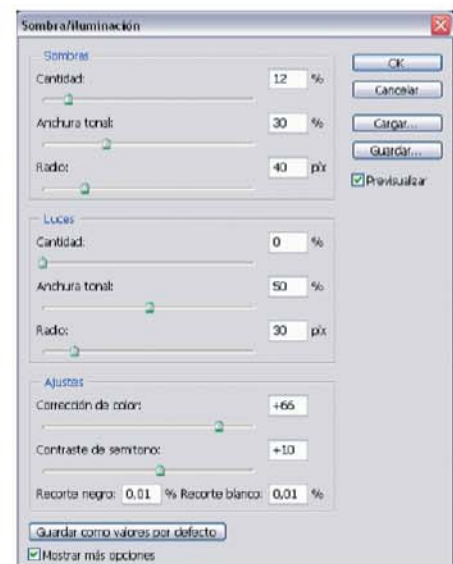 Sombra/iluminación
Sombras
Cantidad: 12 %
Anchura tonal: 30 %
Radio: 40 píx
Luces
Cantidad: 0 %
Anchura tonal: 50 %
Radio: 30 píx
Ajustes
Corrección de color: +66
Contraste de semitono: +10
Recorte negro: 0,01 % Recorte blanco: 0,01 %
Guardar como valores por defecto
Mostrar más opciones
OK
Cancelar
Cargar...
Guardar...
Previsualizar